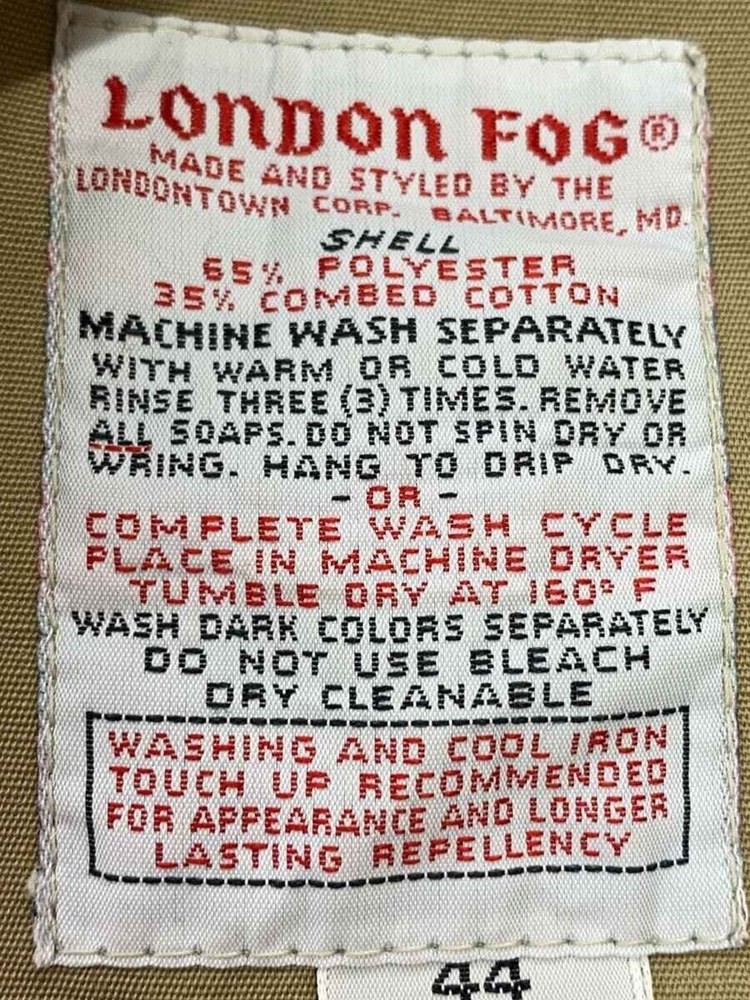 LONDON FOG®
MADE AND STYLED BY THE
LONDONTOWN CORP. BALTIMORE, MD.
SHELL
65% POLYESTER
35% COMBED COTTON
MACHINE WASH SEPARATELY
WITH WARM OR COLD WATER
RINSE THREE (3) TIMES. REMOVE
ALL SOAPS. DO NOT SPIN DRY OR
WRING. HANG TO DRIP DRY.
- OR -
COMPLETE WASH CYCLE
PLACE IN MACHINE DRYER
TUMBLE DRY AT 160° F
WASH DARK COLORS SEPARATELY
DO NOT USE BLEACH
DRY CLEANABLE
WASHING AND COOL IRON
TOUCH UP RECOMMENDED
FOR APPEARANCE AND LONGER
LASTING REPELLENCY
44